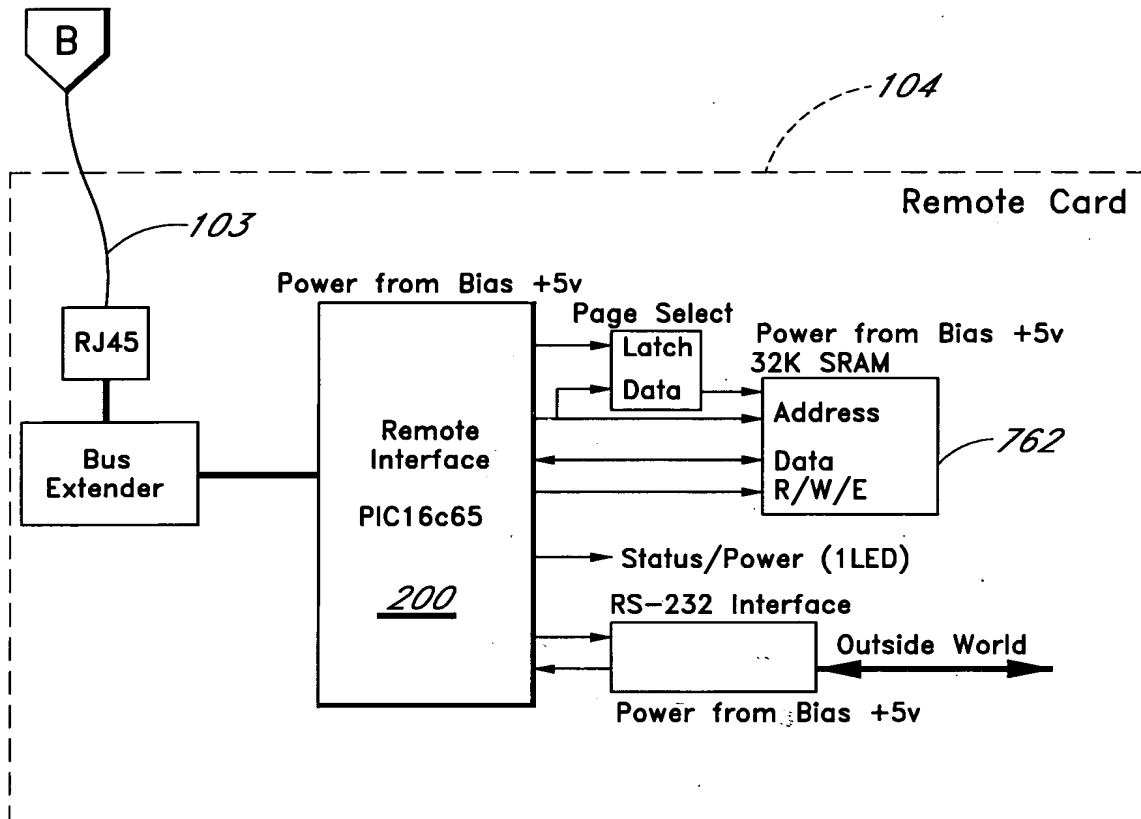 B
104
Remote Card
103
Power from Bias +5v
RJ45
Page Select
Latch
Data
Power from Bias +5v
32K SRAM
Address
Data
R/W/E
762
Bus
Extender
Remote
Interface
PIC16c65
200
Status/Power (1LED)
RS-232 Interface
Outside World
Power from Bias +5v